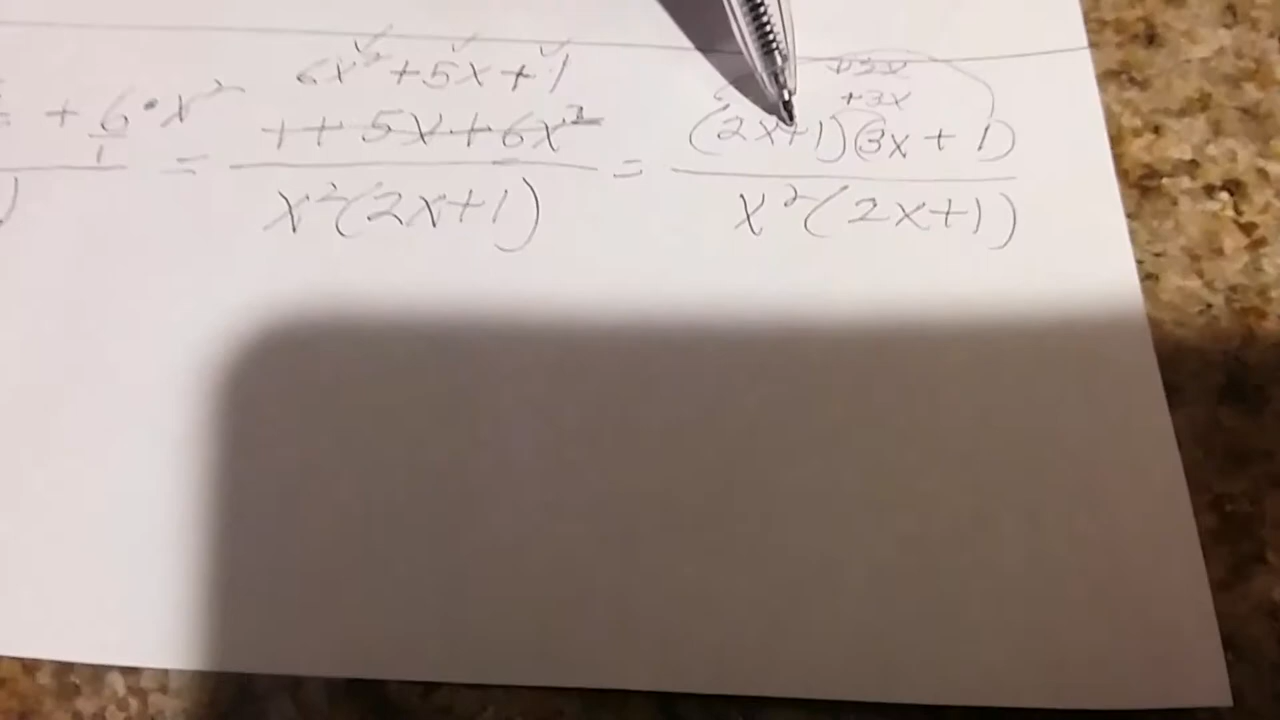 6x² + 5x + 1
+ 6/1 • x² = 1 + 5x + 6x² / x²(2x+1) = (2x+1)(3x + 1) / x²(2x+1)
+2x
+3x